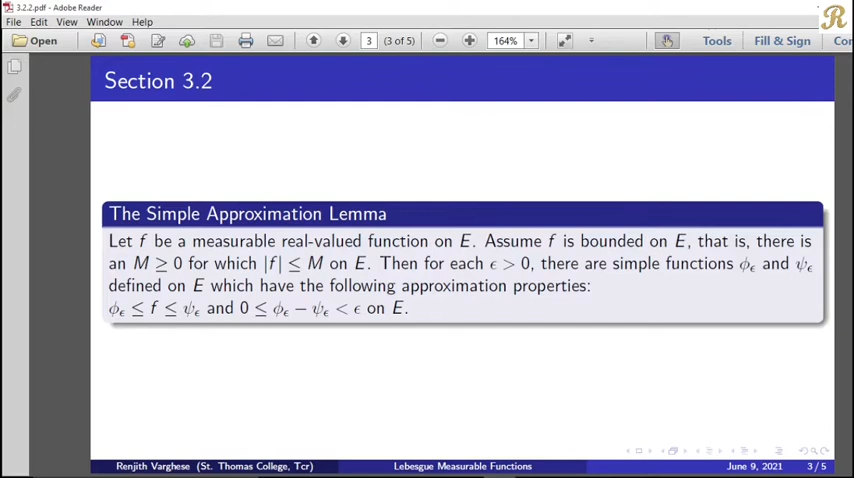 3.2.2.pdf - Adobe Reader
File Edit View Window Help
R
Open 3 (3 of 5) 164% Tools Fill & Sign Co
Section 3.2
The Simple Approximation Lemma
Let f be a measurable real-valued function on E. Assume f is bounded on E, that is, there is
an M ≥ 0 for which |f| ≤ M on E. Then for each ϵ > 0, there are simple functions ϕ_ϵ and ψ_ϵ
defined on E which have the following approximation properties:
ϕ_ϵ ≤ f ≤ ψ_ϵ and 0 ≤ ϕ_ϵ − ψ_ϵ < ϵ on E.
Renjith Varghese (St. Thomas College, Tcr) Lebesgue Measurable Functions June 9, 2021 3 / 5